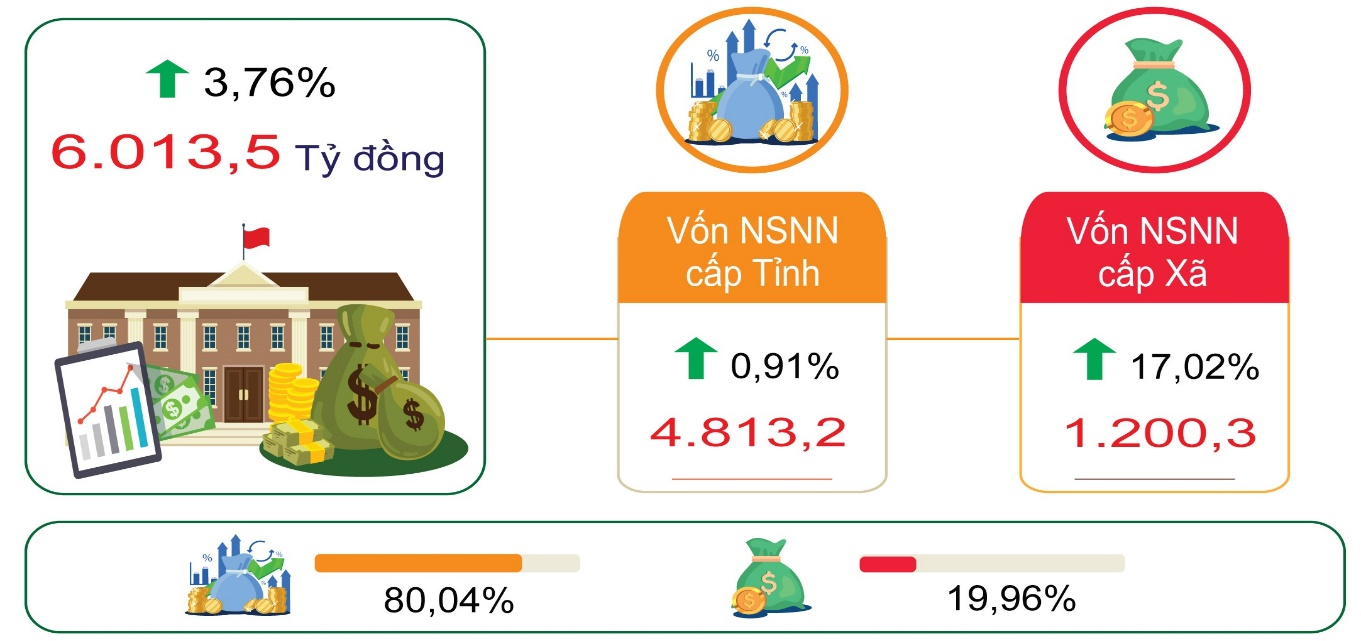 3,76%
6.013,5 Tỷ đồng
Vốn NSNN
cấp Tỉnh
0,91%
4.813,2
Vốn NSNN
cấp Xã
17,02%
1.200,3
80,04%
19,96%